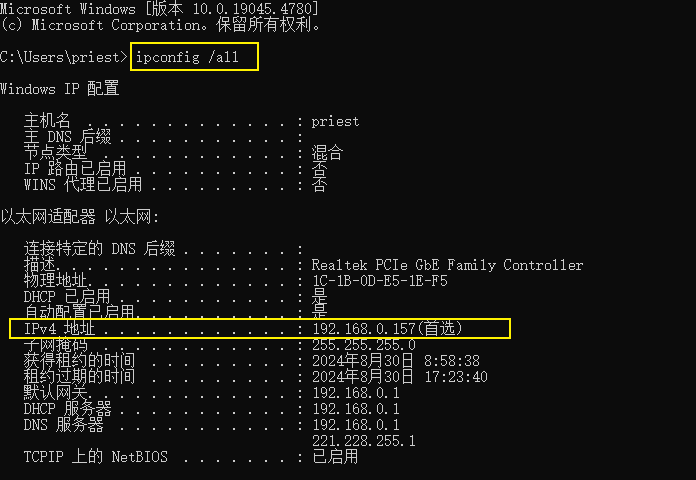 Microsoft Windows [版本 10.0.19045.4780]
(c) Microsoft Corporation。保留所有权利。
C:\Users\priest>ipconfig /all
Windows IP 配置
主机名 . . . . . . . . . . . . . : priest
主 DNS 后缀 . . . . . . . . . . . :
节点类型 . . . . . . . . . . . . : 混合
IP 路由已启用 . . . . . . . . . . : 否
WINS 代理已启用 . . . . . . . . . : 否
以太网适配器 以太网:
连接特定的 DNS 后缀 . . . . . . . :
描述. . . . . . . . . . . . . . . : Realtek PCIe GbE Family Controller
物理地址. . . . . . . . . . . . . : 1C-1B-0D-E5-1E-F5
DHCP 已启用 . . . . . . . . . . . : 是
自动配置已启用. . . . . . . . . . : 是
IPv4 地址 . . . . . . . . . . . . : 192.168.0.157(首选)
子网掩码 . . . . . . . . . . . . : 255.255.255.0
获得租约的时间 . . . . . . . . . : 2024年8月30日 8:58:38
租约过期的时间 . . . . . . . . . : 2024年8月30日 17:23:40
默认网关. . . . . . . . . . . . . : 192.168.0.1
DHCP 服务器 . . . . . . . . . . . : 192.168.0.1
DNS 服务器 . . . . . . . . . . . : 192.168.0.1
221.228.255.1
TCPIP 上的 NetBIOS . . . . . . . : 已启用